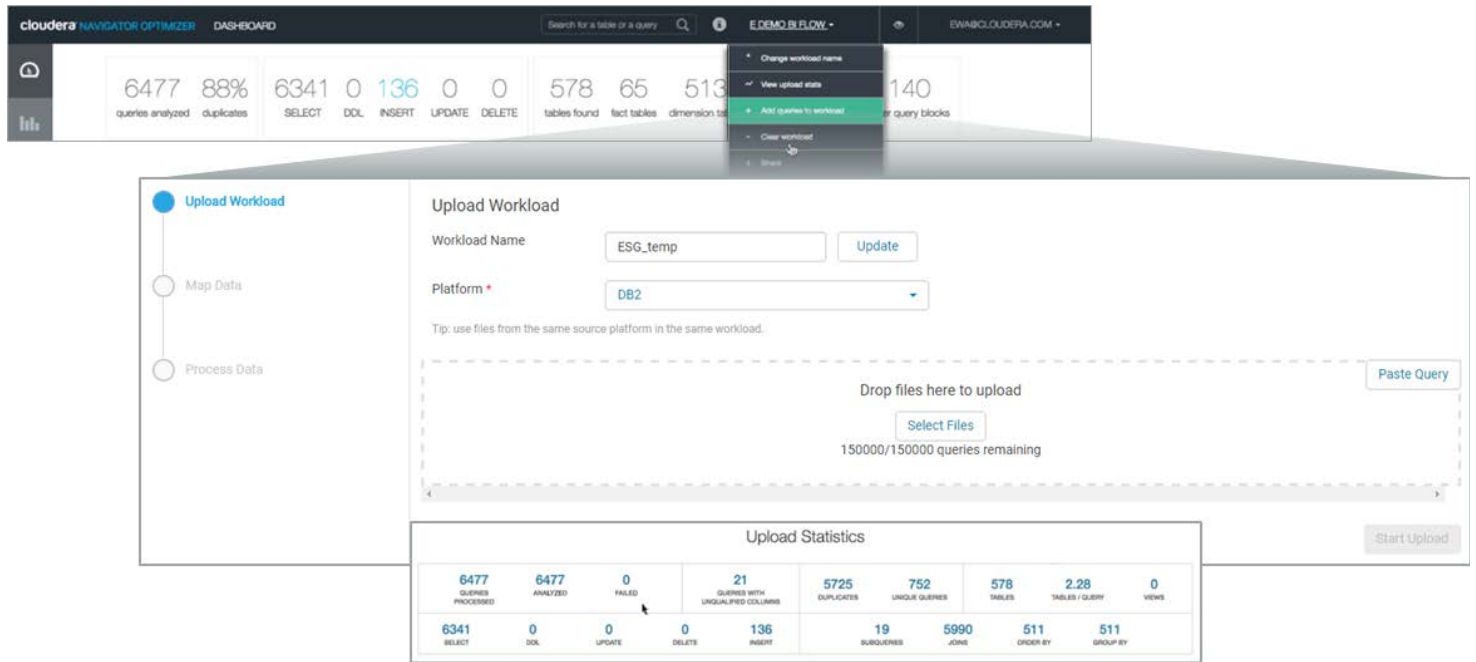 cloudera NAVIGATOR OPTIMIZER DASHBOARD Search for a table or a query E DEMO BI FLOW EWA@CLOUDERA.COM
Change workload name
View upload stats
Add queries to workload
Clear workload
Share
6477 88% 6341 0 136 0 0 578 65 513 140
queries analyzed duplicates SELECT DDL INSERT UPDATE DELETE tables found fact tables dimension query blocks
Upload Workload
Map Data
Process Data
Upload Workload
Workload Name ESG_temp Update
Platform * DB2
Tip: use files from the same source platform in the same workload.
Paste Query
Drop files here to upload
Select Files
150000/150000 queries remaining
Start Upload
Upload Statistics
6477 6477 0 21 5725 752 578 2.28 0
QUERIES PROCESSED ANALYZED FAILED QUERIES WITH UNQUALIFIED COLUMNS DUPLICATES UNIQUE QUERIES TABLES TABLES / QUERY VIEWS
6341 0 0 0 136 19 5990 511 511
SELECT DDL UPDATE DELETE INSERT SUBQUERIES JOINS ORDER BY GROUP BY